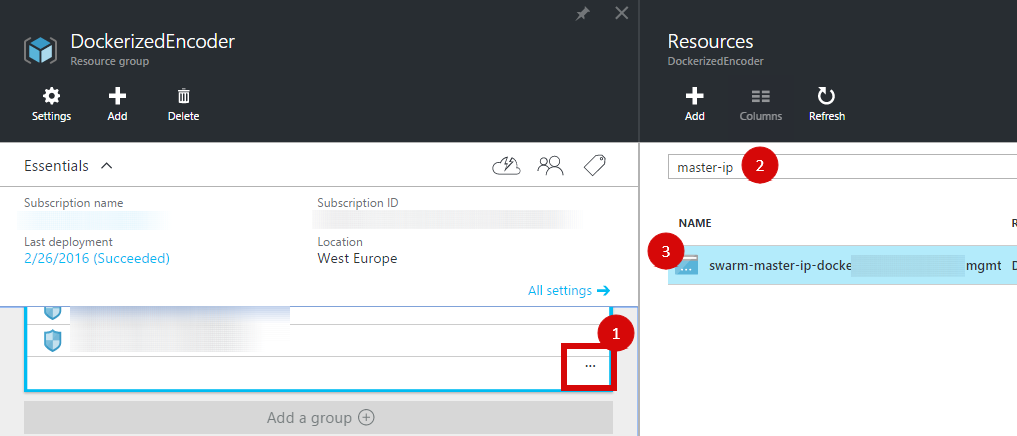 DockerizedEncoder
Resource group
Settings
Add
Delete
Essentials
Subscription name
Subscription ID
Last deployment
2/26/2016 (Succeeded)
Location
West Europe
All settings
1
...
Add a group
Resources
DockerizedEncoder
Add
Columns
Refresh
master-ip
2
NAME
3
swarm-master-ip-docke mgmt